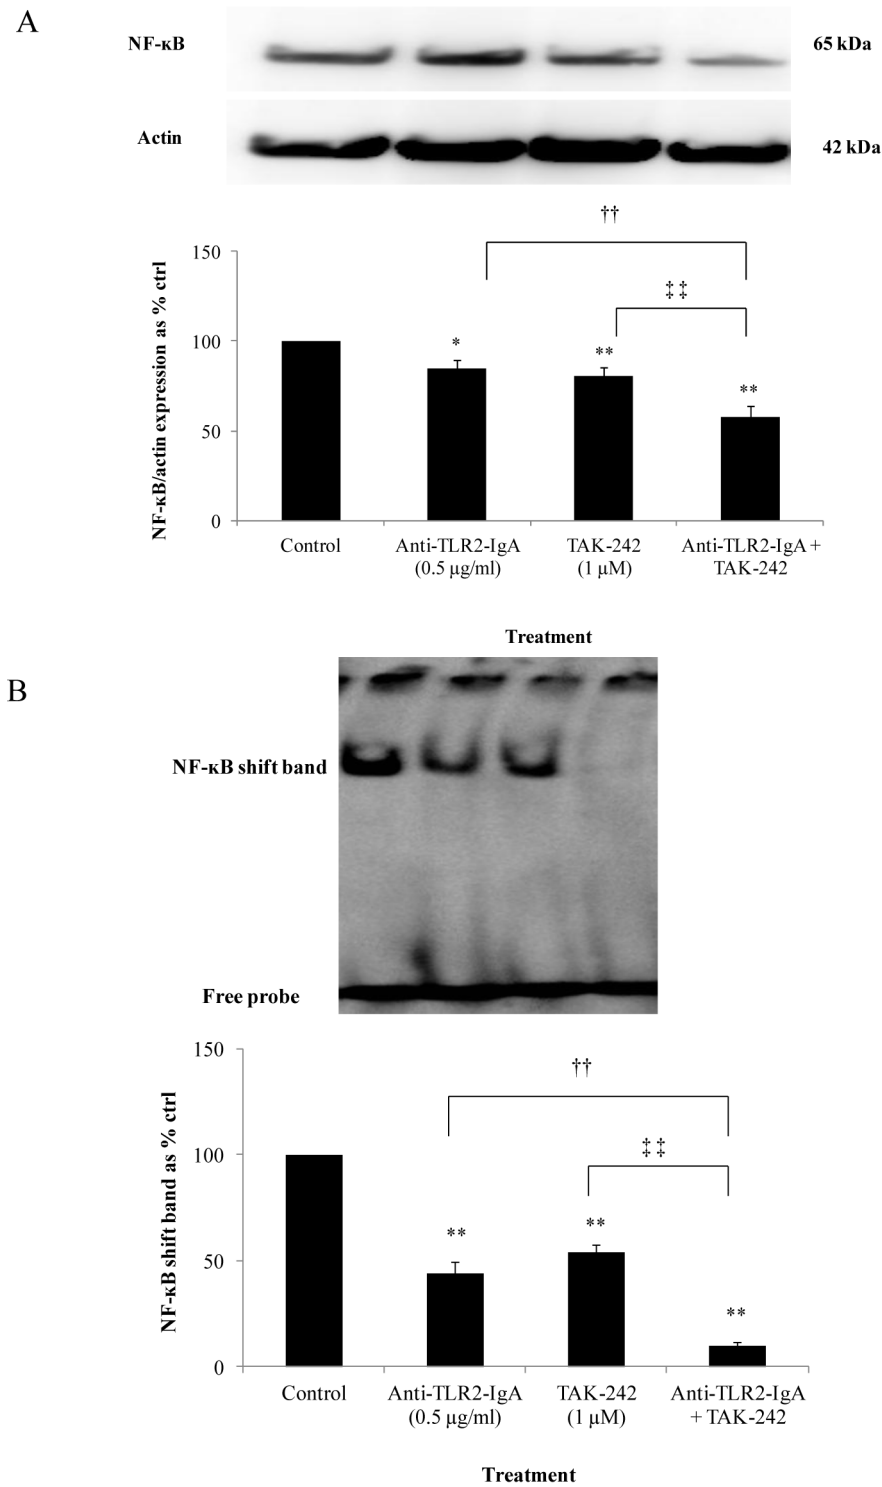 A
NF-κB
65 kDa
Actin
42 kDa
††
‡ ‡
150
100
50
0
*
**
**
NF-κB/actin expression as % ctrl
Control
Anti-TLR2-IgA
(0.5 μg/ml)
TAK-242
(1 μM)
Anti-TLR2-IgA +
TAK-242
Treatment
B
NF-κB shift band
Free probe
††
‡ ‡
150
100
50
0
**
**
**
NF-κB shift band as % ctrl
Control
Anti-TLR2-IgA
(0.5 μg/ml)
TAK-242
(1 μM)
Anti-TLR2-IgA
+ TAK-242
Treatment